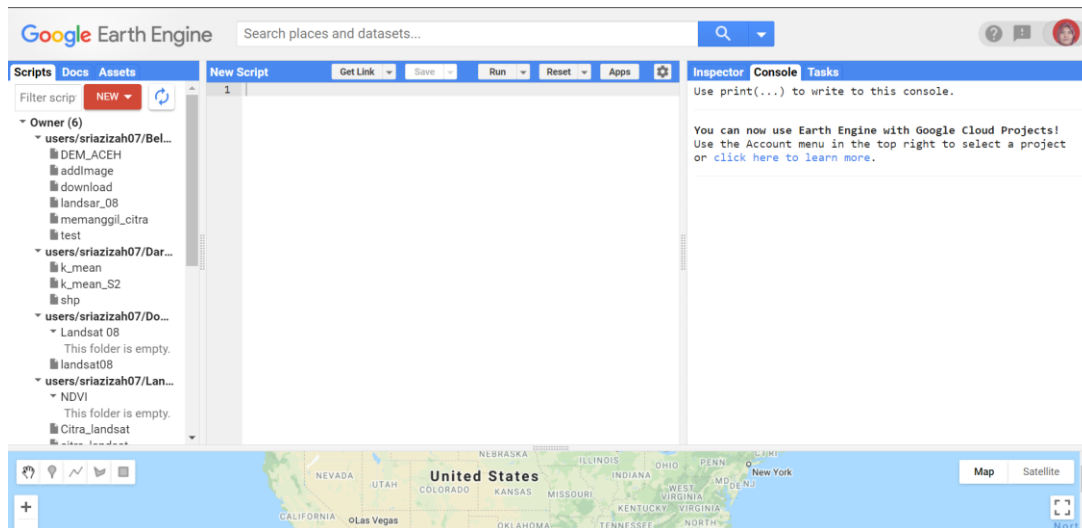 Google Earth Engine
Search places and datasets...
Scripts Docs Assets
Filter scrip
NEW
Owner (6)
users/sriazizah07/Bel...
DEM_ACEH
addImage
download
landsar_08
memanggil_citra
test
users/sriazizah07/Dar...
k_mean
k_mean_S2
shp
users/sriazizah07/Do...
Landsat 08
This folder is empty.
landsat08
users/sriazizah07/Lan...
NDVI
This folder is empty.
Citra_landsat
New Script
Get Link
Save
Run
Reset
Apps
1
Inspector Console Tasks
Use print(...) to write to this console.
You can now use Earth Engine with Google Cloud Projects!
Use the Account menu in the top right to select a project
or click here to learn more.
NEBRASKA
ILLINOIS
OHIO
PENN
New York
NEVADA
UTAH
United States
COLORADO
KANSAS
MISSOURI
INDIANA
WEST
VIRGINIA
MD
DE
NJ
KENTUCKY
VIRGINIA
CALIFORNIA
Las Vegas
OKLAHOMA
TENNESSEE
NORTH
Map
Satellite
+